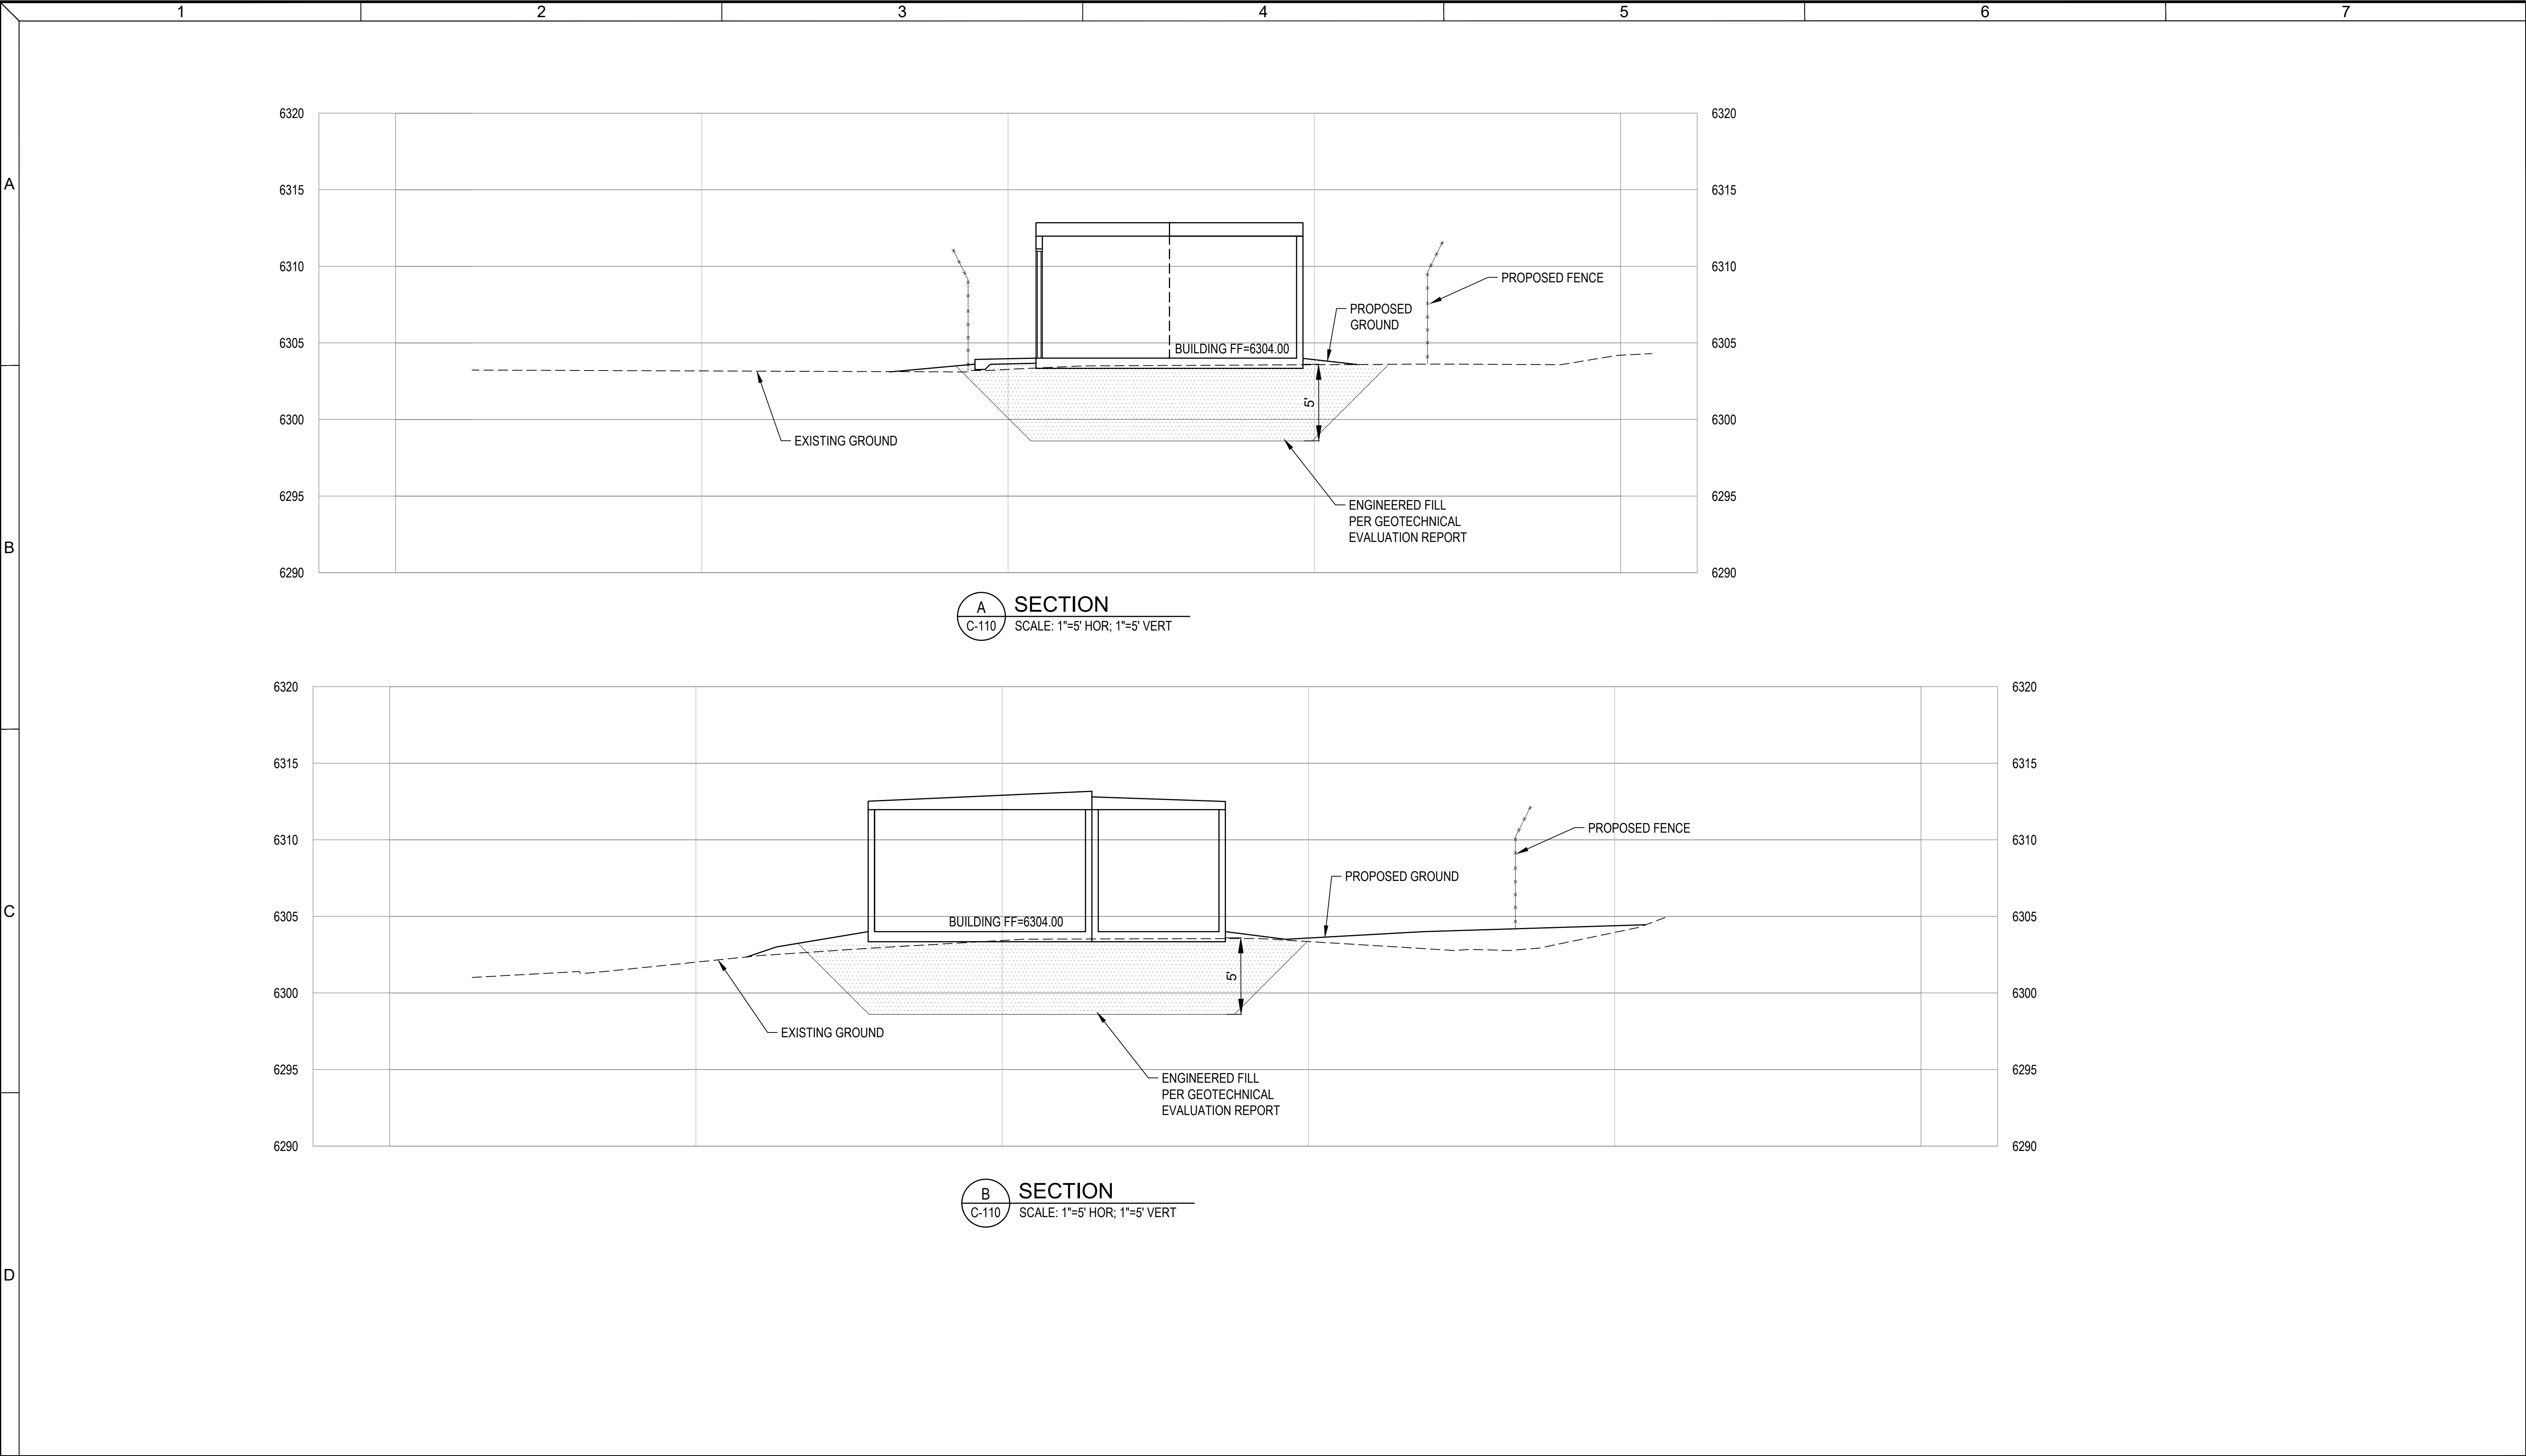 1 2 3 4 5 6 7
A
B
C
D
6320 6320
6315 6315
6310 6310
PROPOSED FENCE
PROPOSED
GROUND
6305 6305
BUILDING FF=6304.00
5'
6300 6300
EXISTING GROUND
6295 6295
ENGINEERED FILL
PER GEOTECHNICAL
EVALUATION REPORT
6290 6290
A
C-110
SECTION
SCALE: 1"=5' HOR; 1"=5' VERT
6320 6320
6315 6315
6310 6310
PROPOSED FENCE
PROPOSED GROUND
6305 6305
BUILDING FF=6304.00
5'
6300 6300
EXISTING GROUND
6295 6295
ENGINEERED FILL
PER GEOTECHNICAL
EVALUATION REPORT
6290 6290
B
C-110
SECTION
SCALE: 1"=5' HOR; 1"=5' VERT